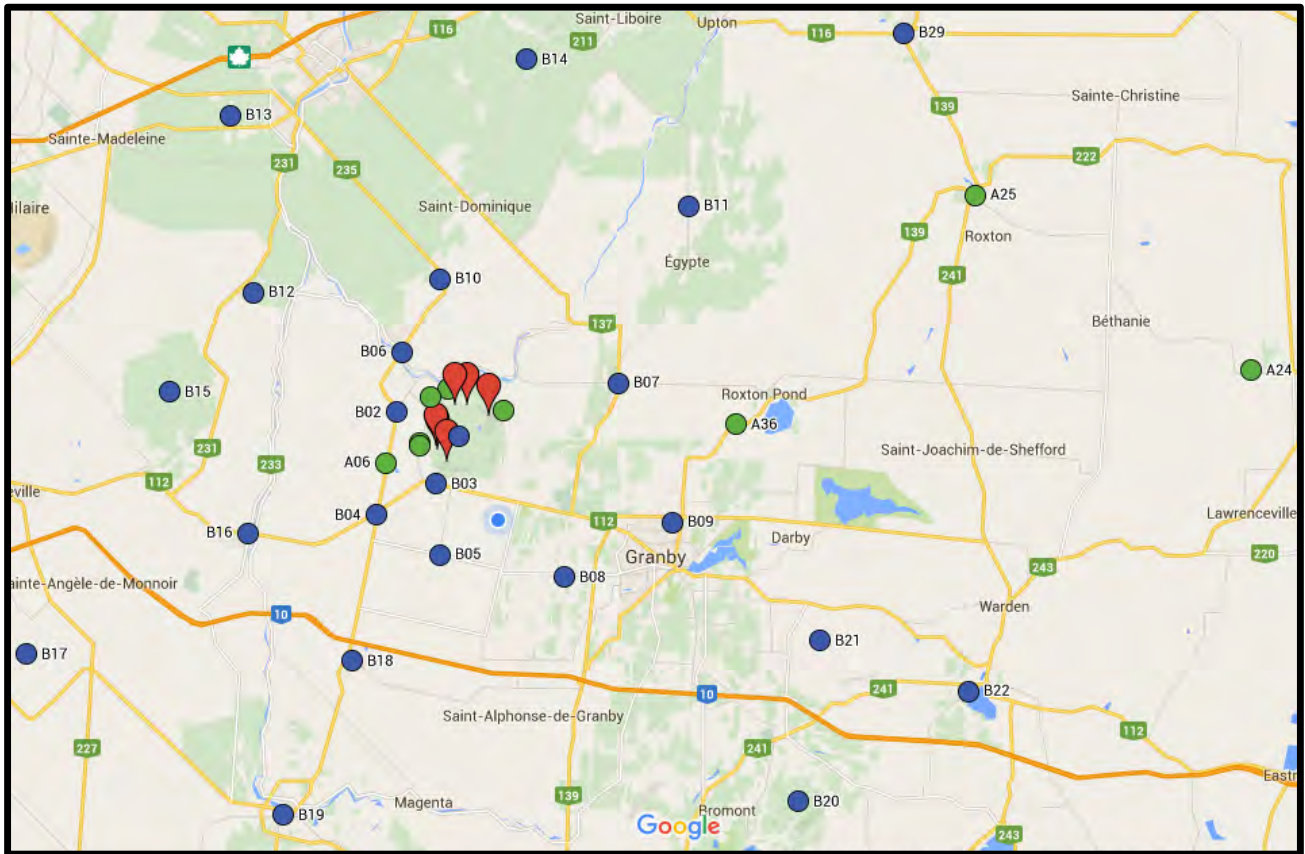 Saint-Liboire
Upton
116
211
116
B29
B14
139
Sainte-Christine
B13
Sainte-Madeleine
231
235
222
Saint-Dominique
A25
ilaire
B11
139
Roxton
Égypte
241
B10
B12
137
Béthanie
B06
A24
B15
B07
Roxton Pond
B02
A36
231
233
A06
Saint-Joachim-de-Shefford
112
B03
ville
B04
112
B09
Lawrenceville
B16
Darby
220
B05
Granby
243
ainte-Angèle-de-Monnoir
B08
Warden
10
B21
B17
B18
241
B22
10
Saint-Alphonse-de-Granby
112
227
241
Eastr
139
Magenta
B20
B19
Bromont
Google
243